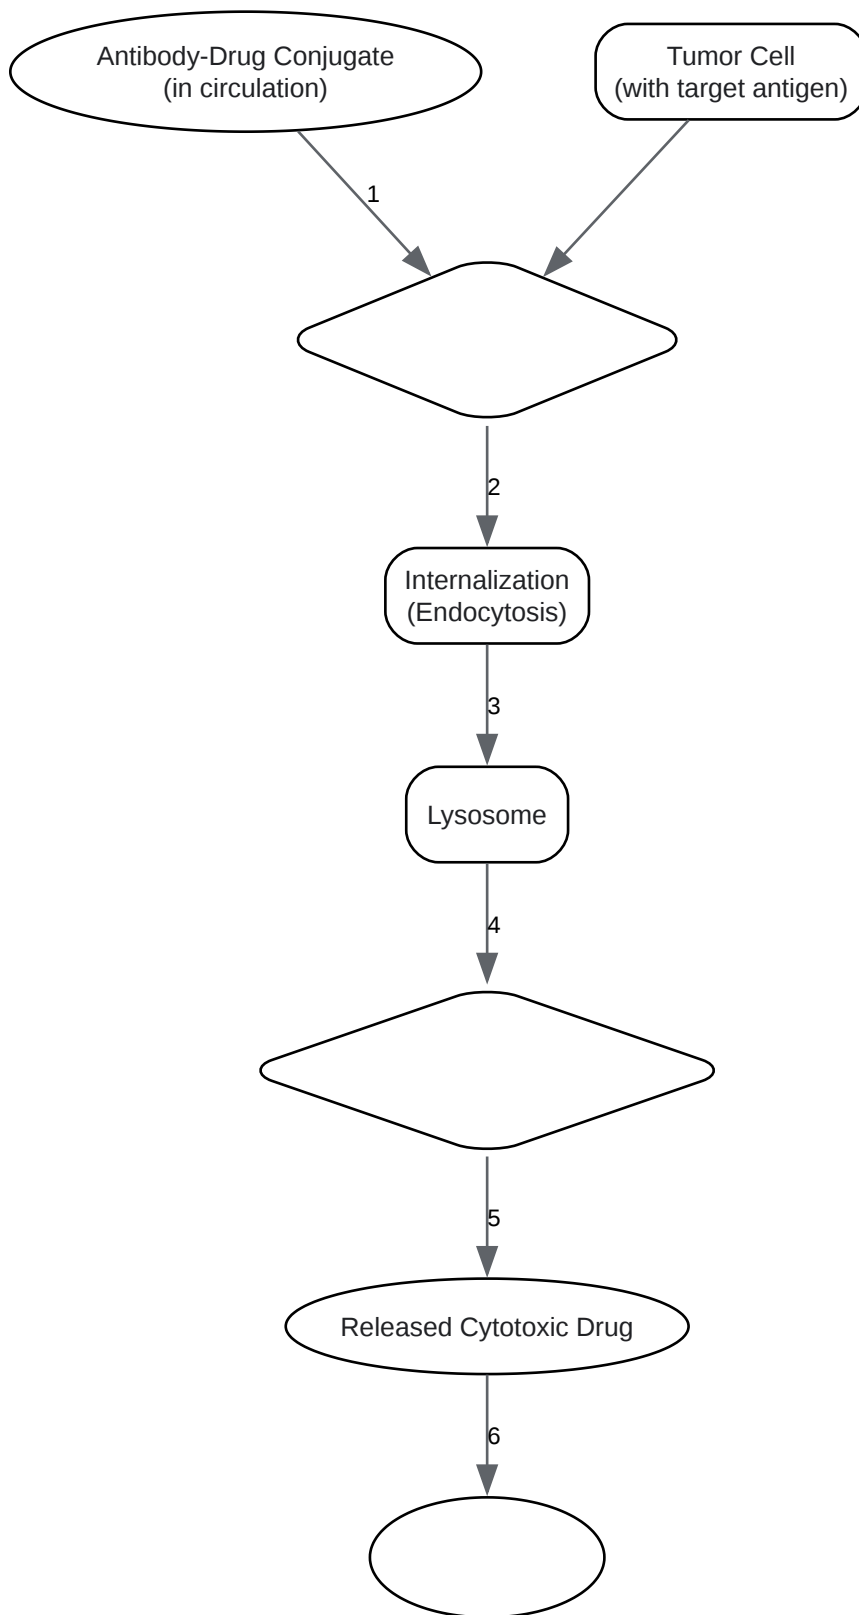 Antibody-Drug Conjugate
(in circulation)
Tumor Cell
(with target antigen)
1
2
Internalization
(Endocytosis)
3
Lysosome
4
5
Released Cytotoxic Drug
6